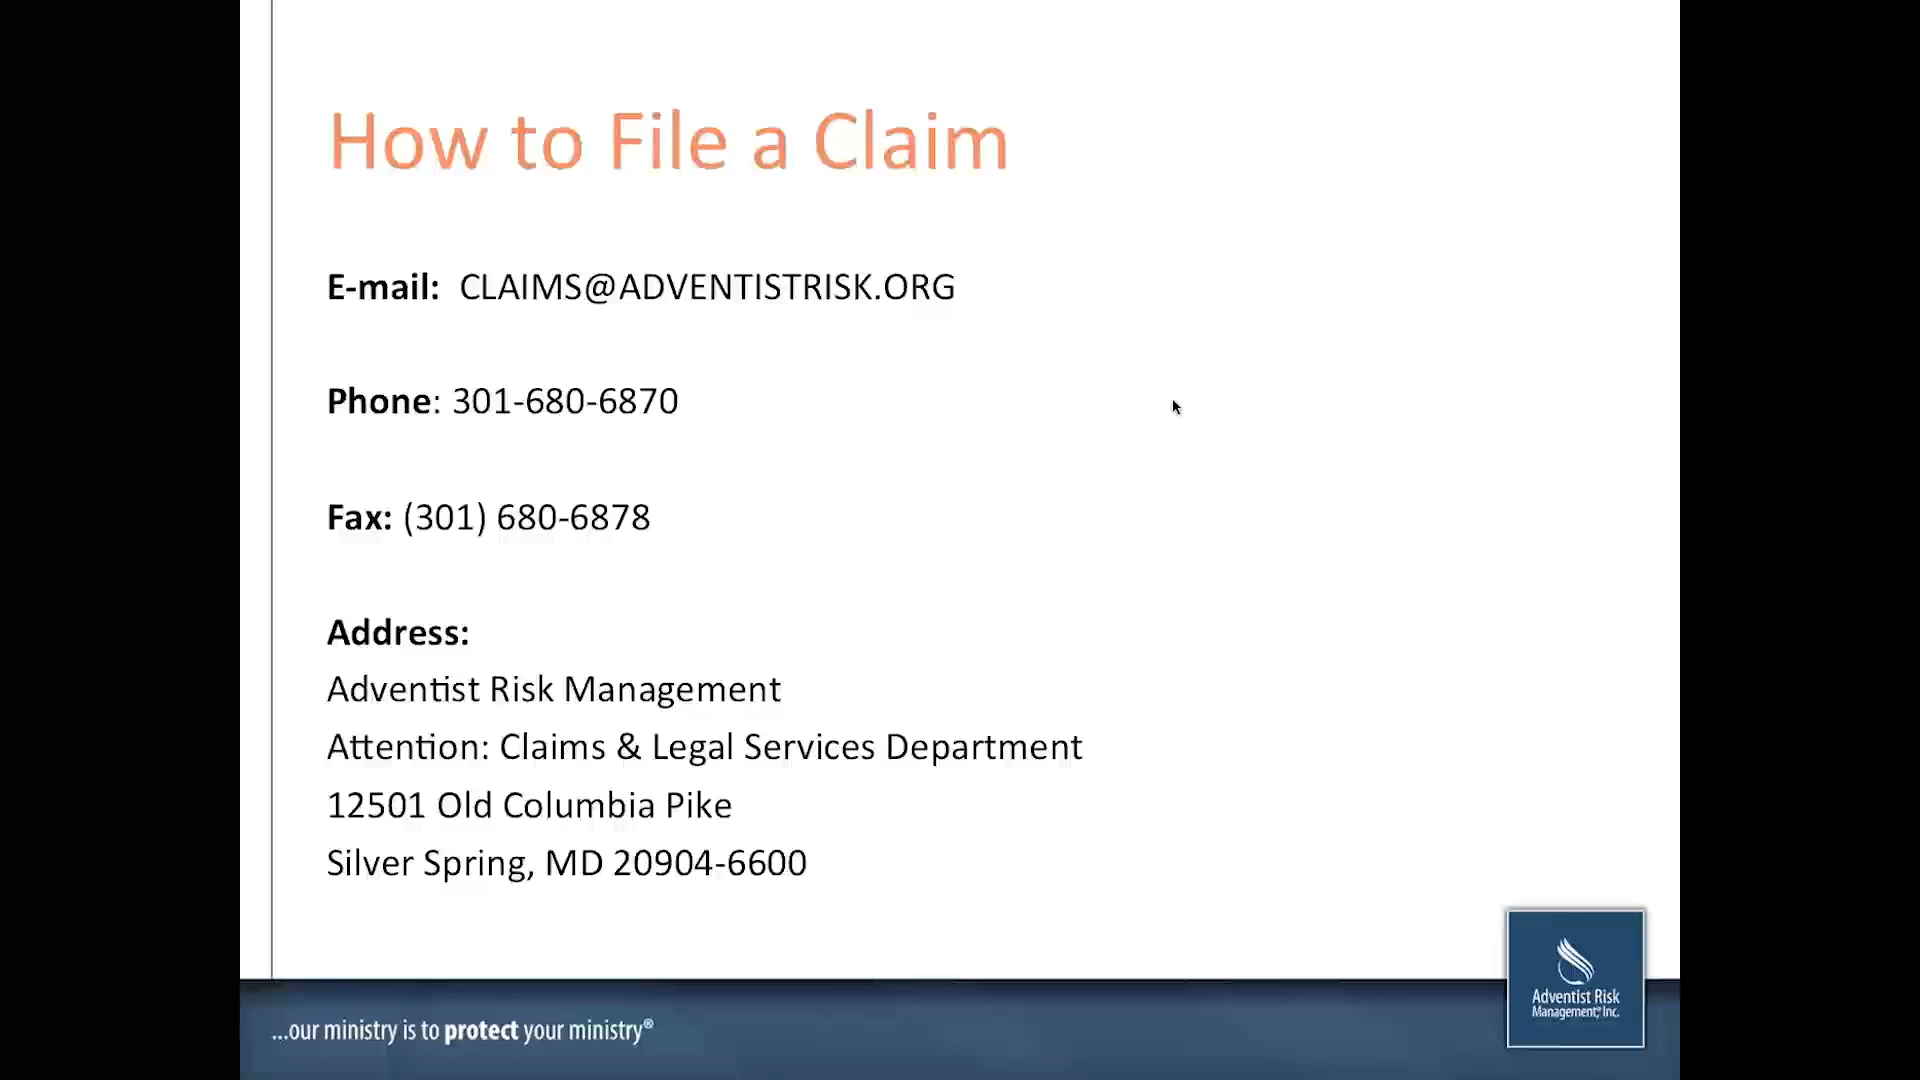 How to File a Claim
E-mail: CLAIMS@ADVENTISTRISK.ORG
Phone: 301-680-6870
Fax: (301) 680-6878
Address:
Adventist Risk Management
Attention: Claims & Legal Services Department
12501 Old Columbia Pike
Silver Spring, MD 20904-6600
...our ministry is to protect your ministry®
Adventist Risk
Management, Inc.